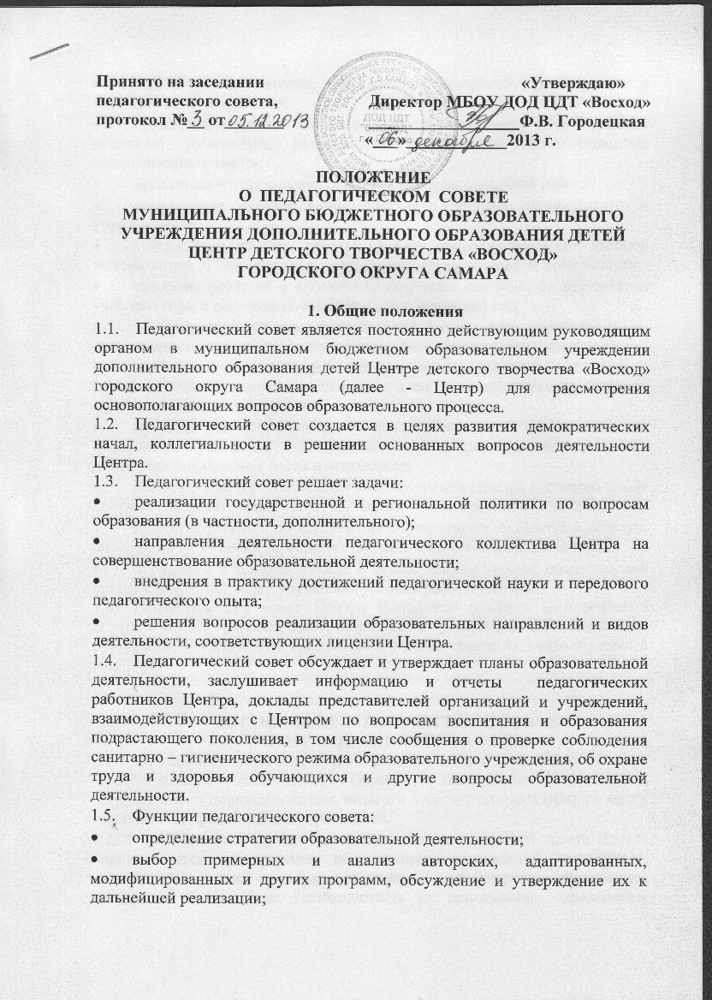 Принято на заседании «Утверждаю»
педагогического совета, Директор МБОУ ДОД ЦДТ «Восход»
протокол № 3 от 05.12.2013 Ф.В. Городецкая
«06» декабря 2013 г.
ПОЛОЖЕНИЕ
О ПЕДАГОГИЧЕСКОМ СОВЕТЕ
МУНИЦИПАЛЬНОГО БЮДЖЕТНОГО ОБРАЗОВАТЕЛЬНОГО
УЧРЕЖДЕНИЯ ДОПОЛНИТЕЛЬНОГО ОБРАЗОВАНИЯ ДЕТЕЙ
ЦЕНТР ДЕТСКОГО ТВОРЧЕСТВА «ВОСХОД»
ГОРОДСКОГО ОКРУГА САМАРА
1. Общие положения
1.1. Педагогический совет является постоянно действующим руководящим
органом в муниципальном бюджетном образовательном учреждении
дополнительного образования детей Центре детского творчества «Восход»
городского округа Самара (далее - Центр) для рассмотрения
основополагающих вопросов образовательного процесса.
1.2. Педагогический совет создается в целях развития демократических
начал, коллегиальности в решении основанных вопросов деятельности
Центра.
1.3. Педагогический совет решает задачи:
• реализации государственной и региональной политики по вопросам
образования (в частности, дополнительного);
• направления деятельности педагогического коллектива Центра на
совершенствование образовательной деятельности;
• внедрения в практику достижений педагогической науки и передового
педагогического опыта;
• решения вопросов реализации образовательных направлений и видов
деятельности, соответствующих лицензии Центра.
1.4. Педагогический совет обсуждает и утверждает планы образовательной
деятельности, заслушивает информацию и отчеты педагогических
работников Центра, доклады представителей организаций и учреждений,
взаимодействующих с Центром по вопросам воспитания и образования
подрастающего поколения, в том числе сообщения о проверке соблюдения
санитарно – гигиенического режима образовательного учреждения, об охране
труда и здоровья обучающихся и другие вопросы образовательной
деятельности.
1.5. Функции педагогического совета:
• определение стратегии образовательной деятельности;
• выбор примерных и анализ авторских, адаптированных,
модифицированных и других программ, обсуждение и утверждение их к
дальнейшей реализации;